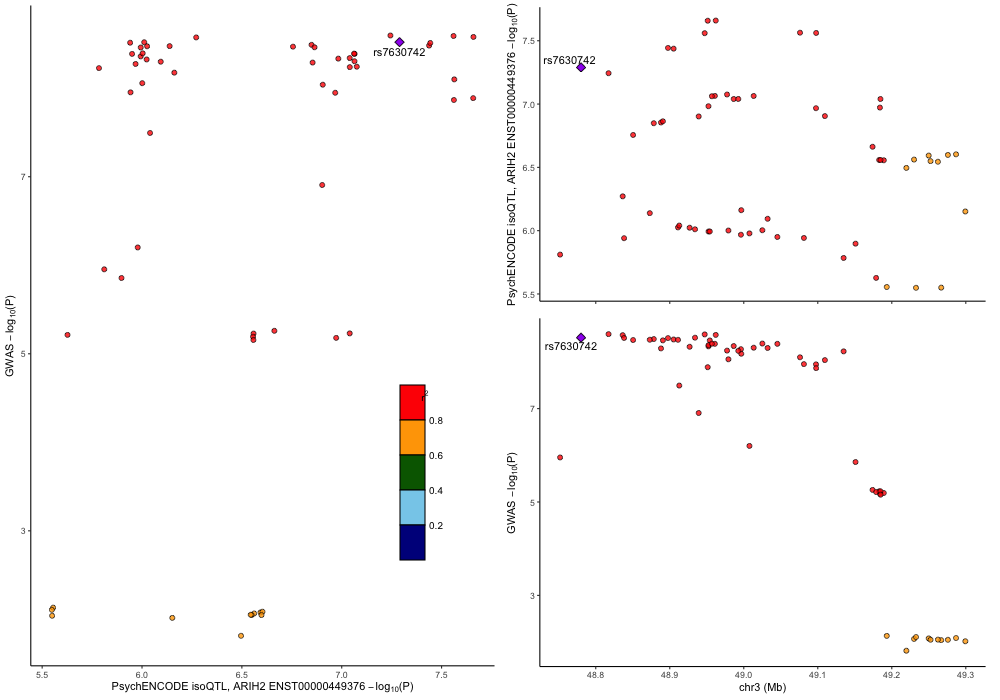 GWAS −log10(P)
7
5
3
rs7630742
r2
0.8
0.6
0.4
0.2
5.5
6.0
6.5
7.0
7.5
PsychENCODE isoQTL, ARIH2 ENST00000449376 −log10(P)
PsychENCODE isoQTL, ARIH2 ENST00000449376 −log10(P)
7.5
7.0
6.5
6.0
5.5
rs7630742
GWAS −log10(P)
7
5
3
rs7630742
48.8
48.9
49.0
49.1
49.2
49.3
chr3 (Mb)